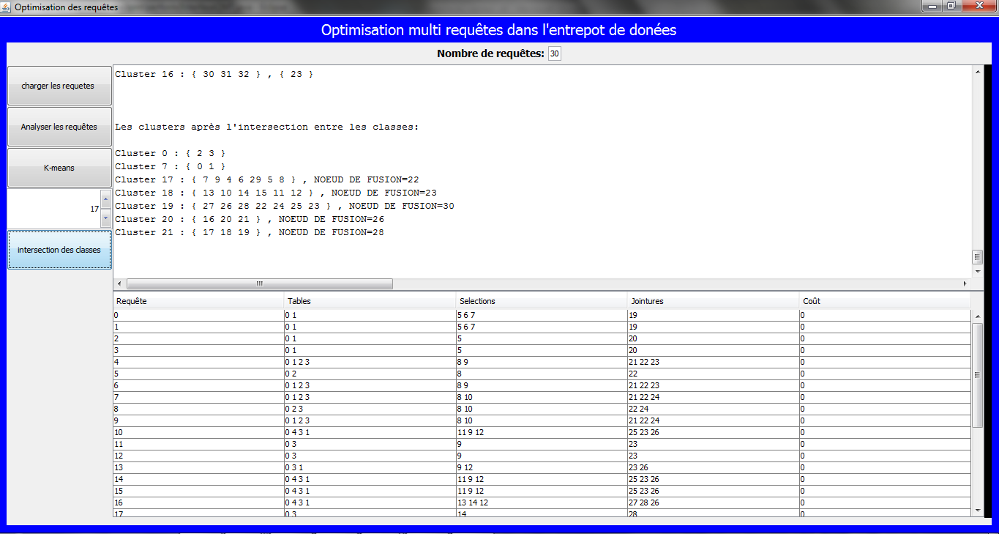 Optimisation des requêtes
Optimisation multi requêtes dans l'entrepot de donées
Nombre de requêtes: 30
charger les requetes
Analyser les requêtes
K-means
17
intersection des classes
Cluster 16 : { 30 31 32 } , { 23 }
Les clusters après l'intersection entre les classes:
Cluster 0 : { 2 3 }
Cluster 7 : { 0 1 }
Cluster 17 : { 7 9 4 6 29 5 8 } , NOEUD DE FUSION=22
Cluster 18 : { 13 10 14 15 11 12 } , NOEUD DE FUSION=23
Cluster 19 : { 27 26 28 22 24 25 23 } , NOEUD DE FUSION=30
Cluster 20 : { 16 20 21 } , NOEUD DE FUSION=26
Cluster 21 : { 17 18 19 } , NOEUD DE FUSION=28
Requête Tables Selections Jointures Coût
0 0 1 5 6 7 19 0
1 0 1 5 6 7 19 0
2 0 1 5 20 0
3 0 1 5 20 0
4 0 1 2 3 8 9 21 22 23 0
5 0 2 8 22 0
6 0 1 2 3 8 9 21 22 23 0
7 0 1 2 3 8 10 21 22 24 0
8 0 2 3 8 10 22 24 0
9 0 1 2 3 8 10 21 22 24 0
10 0 4 3 1 11 9 12 25 23 26 0
11 0 3 9 23 0
12 0 3 9 23 0
13 0 3 1 9 12 23 26 0
14 0 4 3 1 11 9 12 25 23 26 0
15 0 4 3 1 11 9 12 25 23 26 0
16 0 4 3 1 13 14 12 27 28 26 0
17 0 3 14 28 0